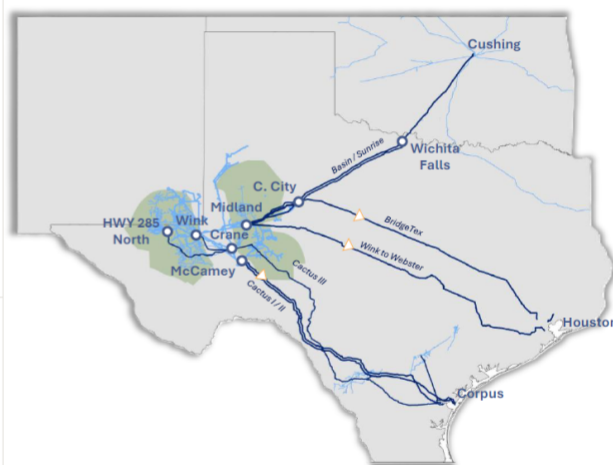 Cushing
Basin / Sunrise
Wichita
Falls
C. City
Midland
BridgeTex
HWY 285
North
Wink
Crane
Wink to Webster
McCamey
Cactus III
Cactus I / II
Houston
Corpus